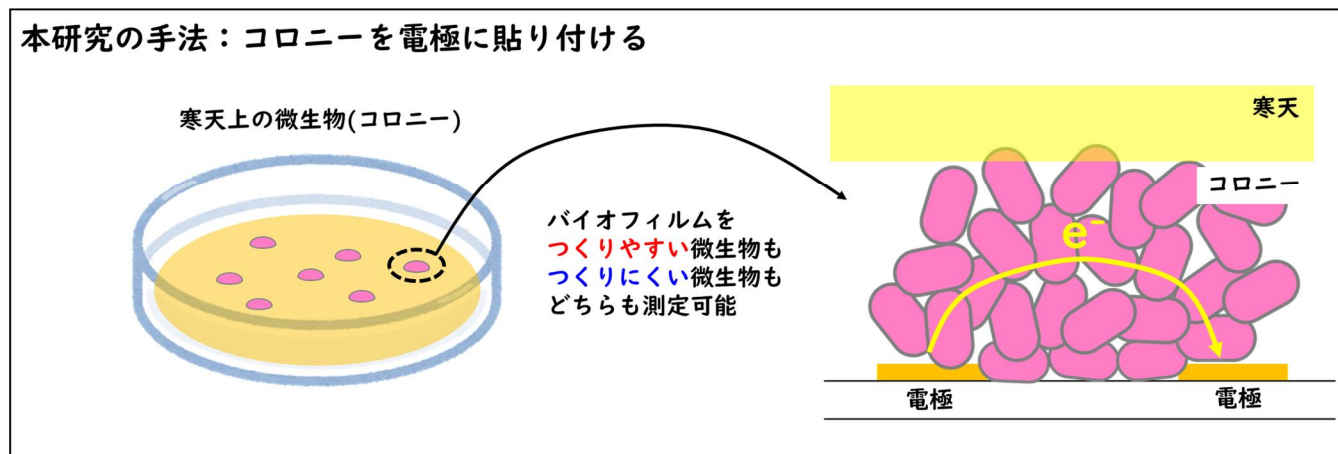 本研究の手法：コロニーを電極に貼り付ける
寒天上の微生物(コロニー)
バイオフィルムを
つくりやすい微生物も
つくりにくい微生物も
どちらも測定可能
寒天
コロニー
e⁻
電極
電極